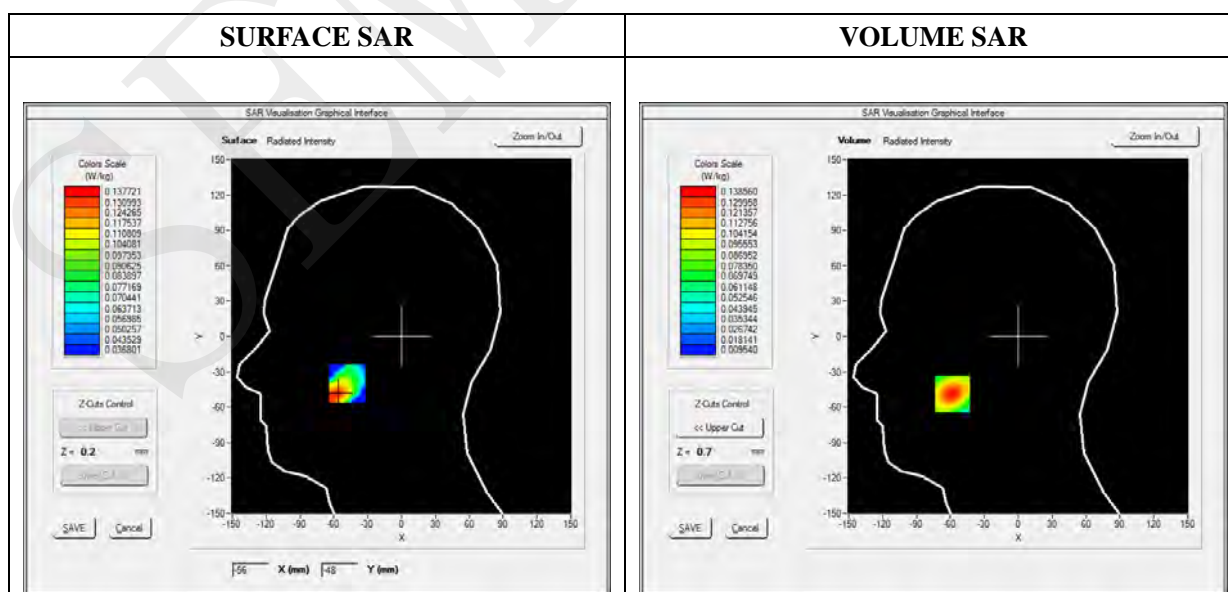 SURFACE SAR
VOLUME SAR
SAR Visualisation Graphical Interface
Surface Radiated Intensity
Zoom In/Out
Colors Scale
(W/kg)
0.137721
0.130993
0.124265
0.117537
0.110809
0.104081
0.097353
0.090625
0.083897
0.077169
0.070441
0.063713
0.056985
0.050257
0.043529
0.036801
150
120
90
60
30
0
-30
-60
-90
-120
-150
Y
-150 -120 -90 -60 -30 0 30 60 90 120 150
X
Z-Cuts Control
<< Upper Cut
Z = 0.2 mm
SAVE Cancel
-56 X (mm) -48 Y (mm)
SAR Visualisation Graphical Interface
Volume Radiated Intensity
Zoom In/Out
Colors Scale
(W/kg)
0.138560
0.129958
0.121357
0.112756
0.104154
0.095553
0.086952
0.078350
0.069749
0.061148
0.052546
0.043945
0.035344
0.026742
0.018141
0.009540
150
120
90
60
30
0
-30
-60
-90
-120
-150
Y
-150 -120 -90 -60 -30 0 30 60 90 120 150
X
Z-Cuts Control
<< Upper Cut
Z = 0.7 mm
SAVE Cancel